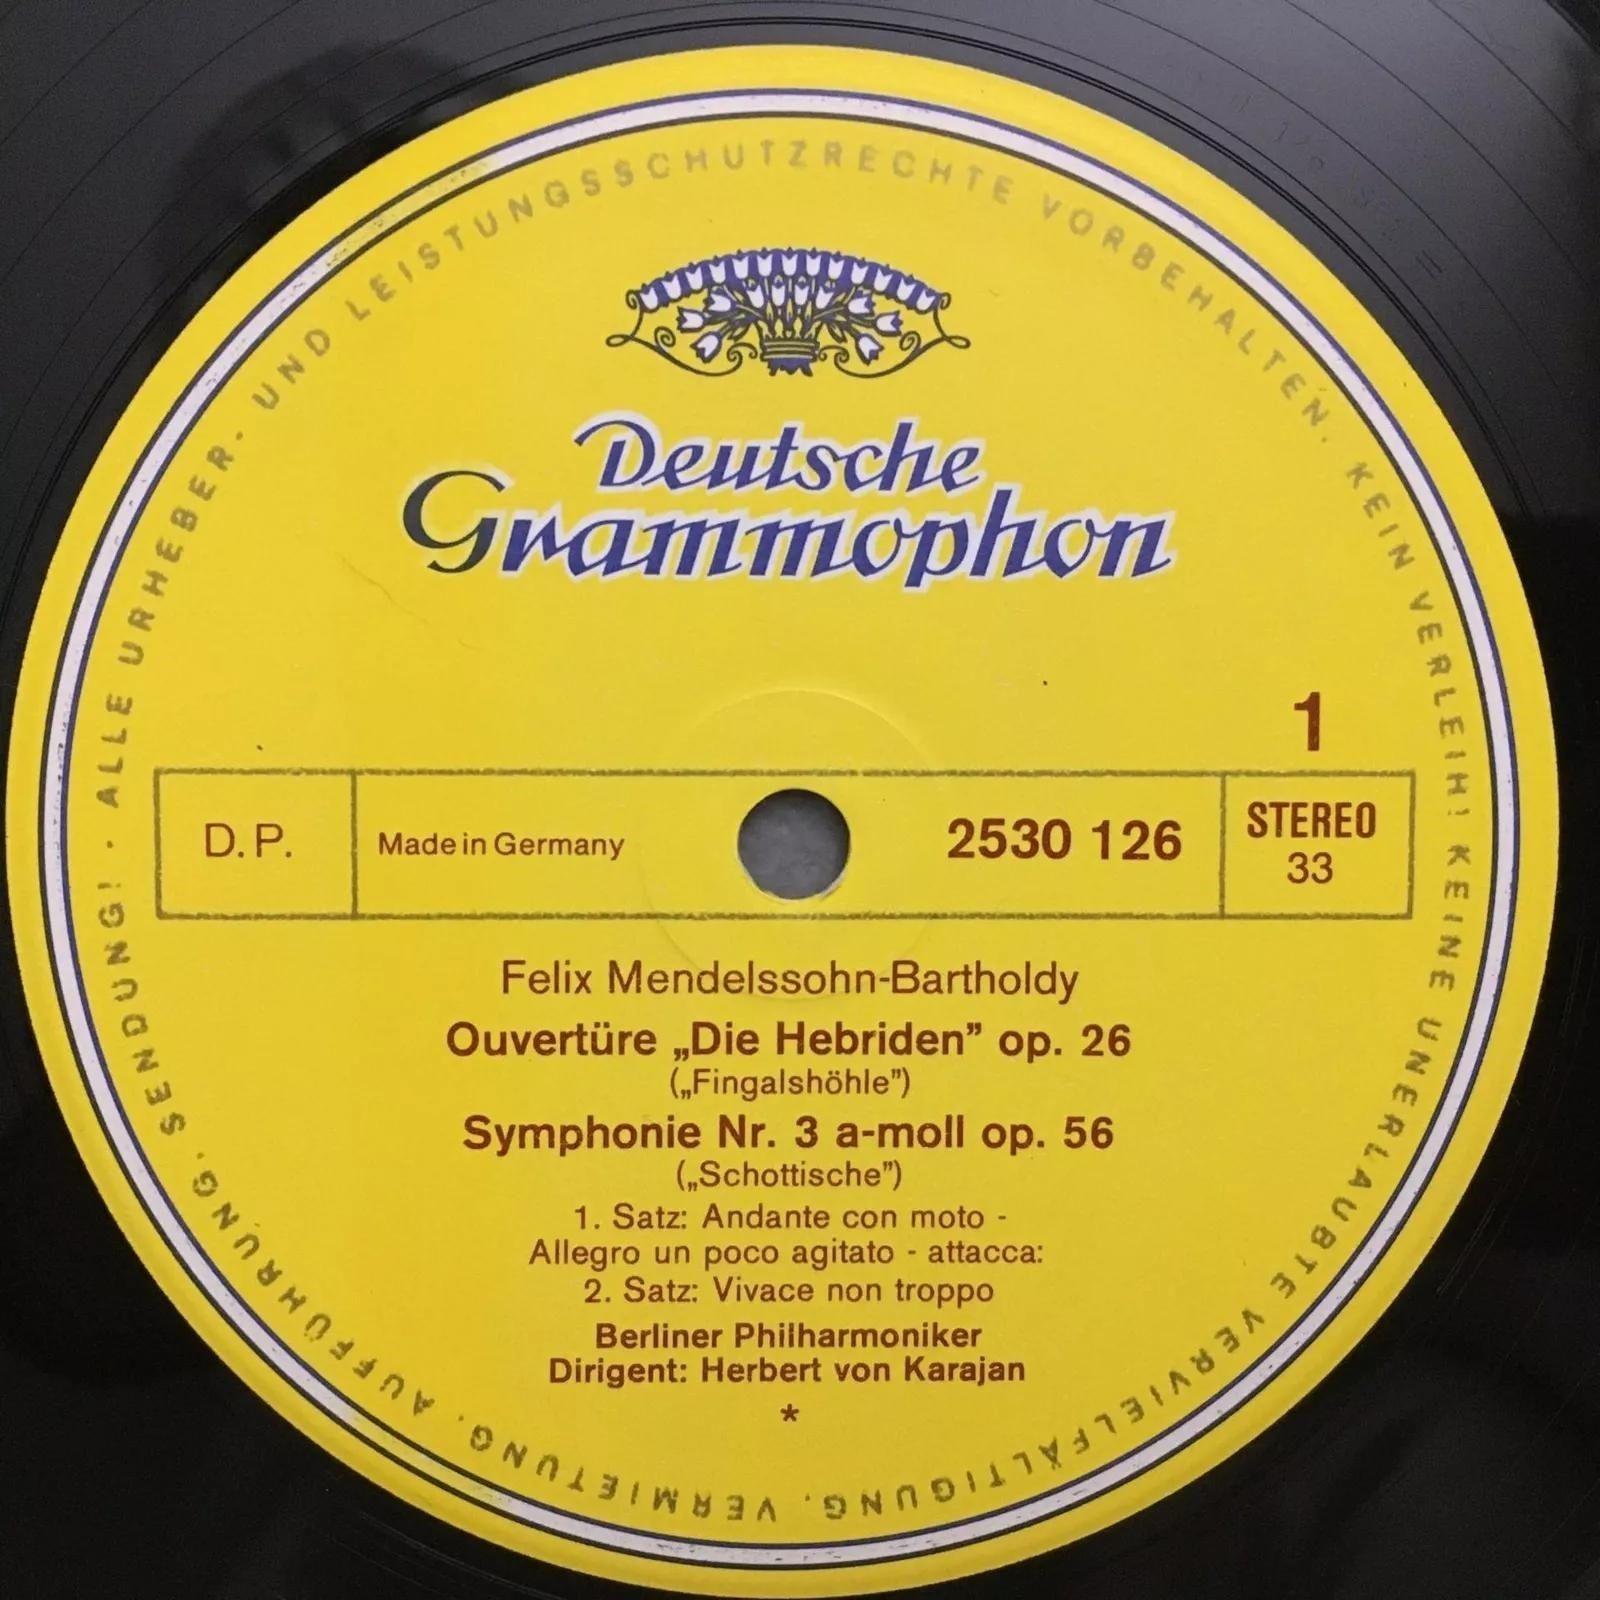 ALLE URHEBER- UND LEISTUNGSSCHUTZRECHTE VORBEHALTEN. KEIN VERLEIH! KEINE UNERLAUBTE VERVIELFÄLTIGUNG, VERMIETUNG, AUFFÜHRUNG, SENDUNG! ·
Deutsche
Grammophon
1
D.P.
Made in Germany
2530 126
STEREO
33
Felix Mendelssohn-Bartholdy
Ouvertüre „Die Hebriden” op. 26
(„Fingalshöhle”)
Symphonie Nr. 3 a-moll op. 56
(„Schottische”)
1. Satz: Andante con moto -
Allegro un poco agitato - attacca:
2. Satz: Vivace non troppo
Berliner Philharmoniker
Dirigent: Herbert von Karajan
*